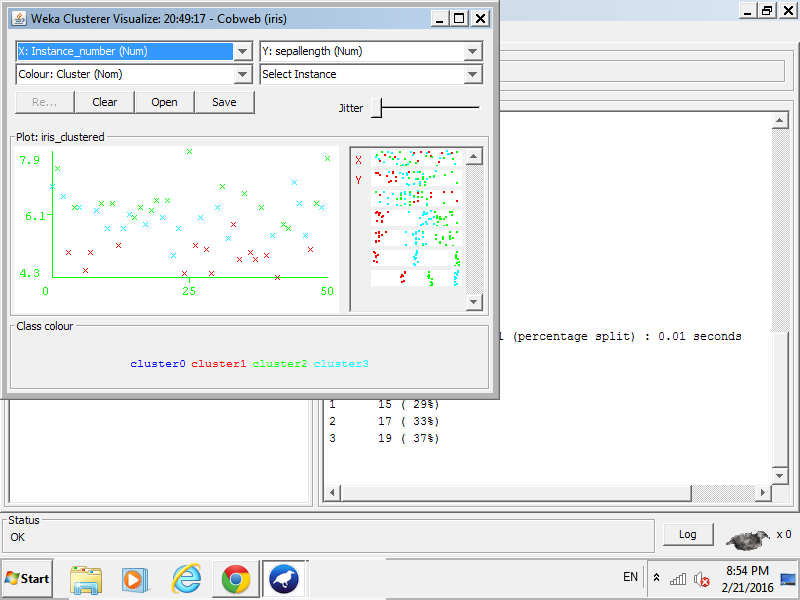 Weka Clusterer Visualize: 20:49:17 - Cobweb (iris)
X: Instance_number (Num)
Y: sepallength (Num)
Colour: Cluster (Nom)
Select Instance
Re...
Clear
Open
Save
Jitter
Plot: iris_clustered
7.9
6.1
4.3
0
25
50
X
Y
Class colour
cluster0 cluster1 cluster2 cluster3
(percentage split) : 0.01 seconds
1 15 ( 29%)
2 17 ( 33%)
3 19 ( 37%)
Status
OK
Log
x 0
Start
EN
8:54 PM
2/21/2016